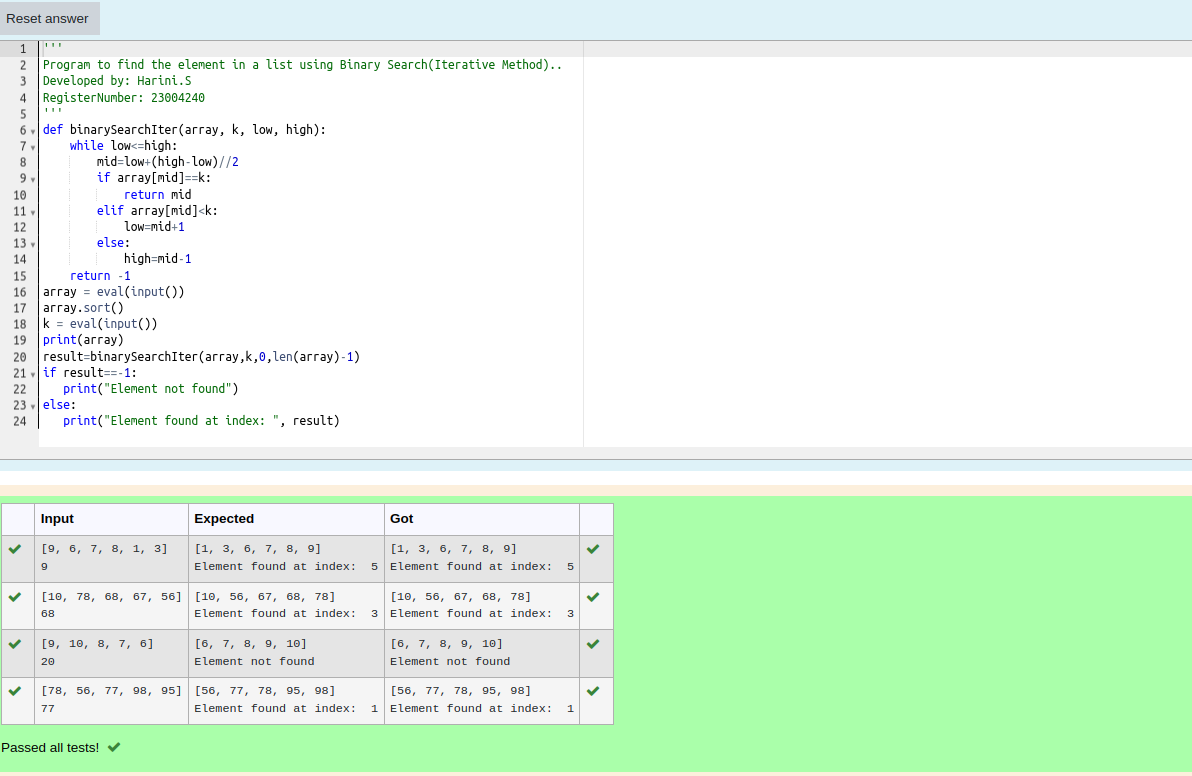 Reset answer
1 '''
2 Program to find the element in a list using Binary Search(Iterative Method)..
3 Developed by: Harini.S
4 RegisterNumber: 23004240
5 '''
6 def binarySearchIter(array, k, low, high):
7     while low<=high:
8         mid=low+(high-low)//2
9         if array[mid]==k:
10             return mid
11         elif array[mid]<k:
12             low=mid+1
13         else:
14             high=mid-1
15     return -1
16 array = eval(input())
17 array.sort()
18 k = eval(input())
19 print(array)
20 result=binarySearchIter(array,k,0,len(array)-1)
21 if result==-1:
22    print("Element not found")
23 else:
24    print("Element found at index: ", result)
Input Expected Got
[9, 6, 7, 8, 1, 3] [1, 3, 6, 7, 8, 9] [1, 3, 6, 7, 8, 9]
9 Element found at index:  5 Element found at index:  5
[10, 78, 68, 67, 56] [10, 56, 67, 68, 78] [10, 56, 67, 68, 78]
68 Element found at index:  3 Element found at index:  3
[9, 10, 8, 7, 6] [6, 7, 8, 9, 10] [6, 7, 8, 9, 10]
20 Element not found Element not found
[78, 56, 77, 98, 95] [56, 77, 78, 95, 98] [56, 77, 78, 95, 98]
77 Element found at index:  1 Element found at index:  1
Passed all tests!